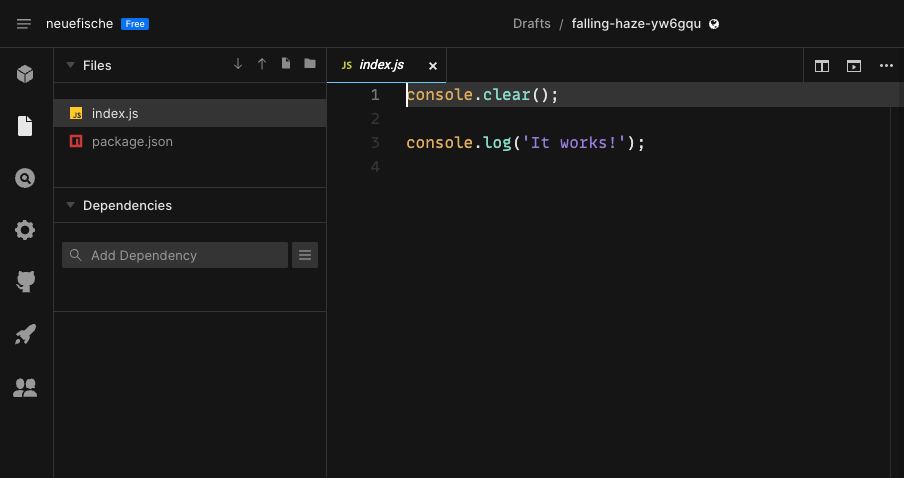 neuefische Free
Drafts / falling-haze-yw6gqu
Files
index.js
package.json
Dependencies
Add Dependency
JS index.js ×
1 console.clear();
2
3 console.log('It works!');
4